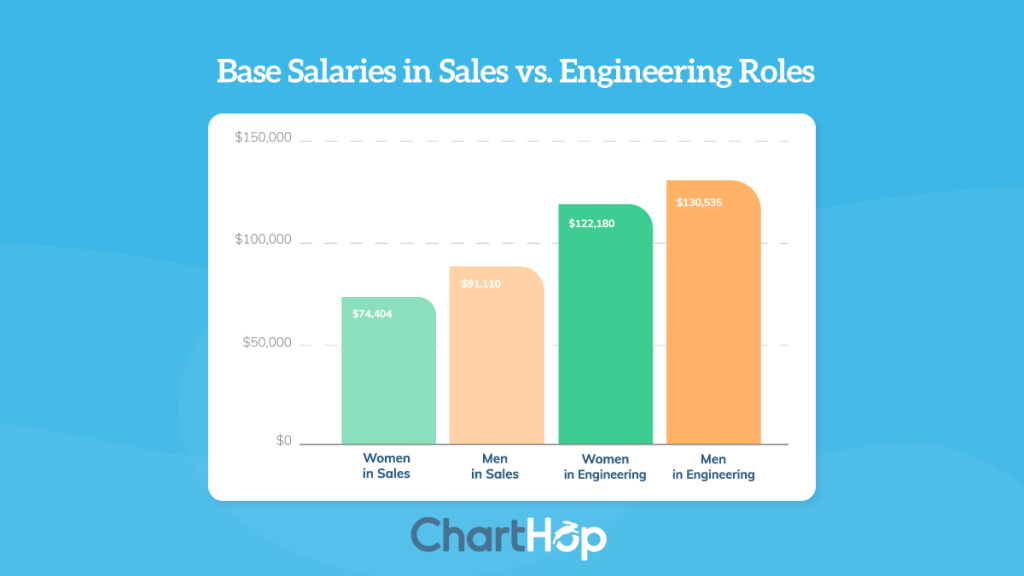 Base Salaries in Sales vs. Engineering Roles
$150,000
$100,000
$50,000
$0
$74,404
$91,110
$122,180
$130,535
Women
in Sales
Men
in Sales
Women
in Engineering
Men
in Engineering
ChartHop